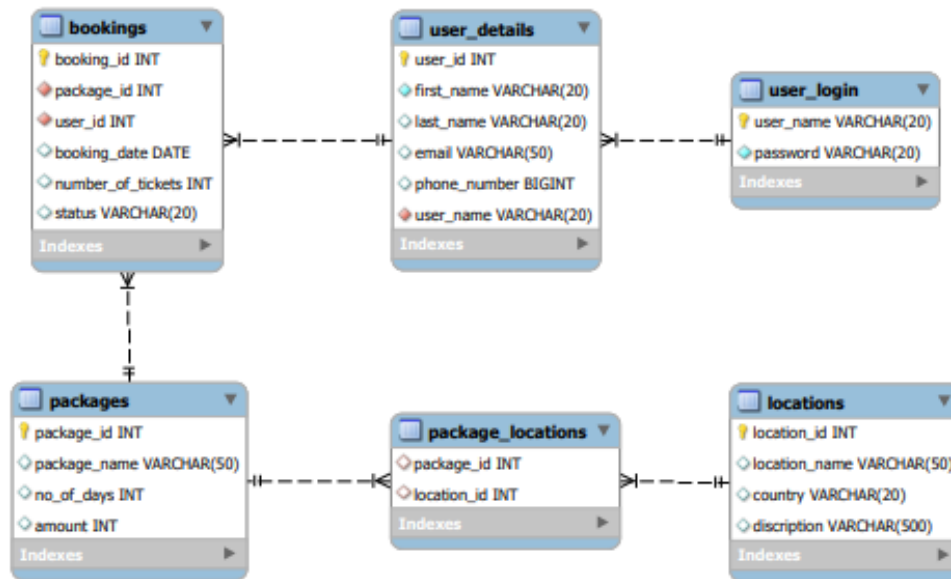 bookings
booking_id INT
package_id INT
user_id INT
booking_date DATE
number_of_tickets INT
status VARCHAR(20)
Indexes
user_details
user_id INT
first_name VARCHAR(20)
last_name VARCHAR(20)
email VARCHAR(50)
phone_number BIGINT
user_name VARCHAR(20)
Indexes
user_login
user_name VARCHAR(20)
password VARCHAR(20)
Indexes
packages
package_id INT
package_name VARCHAR(50)
no_of_days INT
amount INT
Indexes
package_locations
package_id INT
location_id INT
Indexes
locations
location_id INT
location_name VARCHAR(50)
country VARCHAR(20)
discription VARCHAR(500)
Indexes